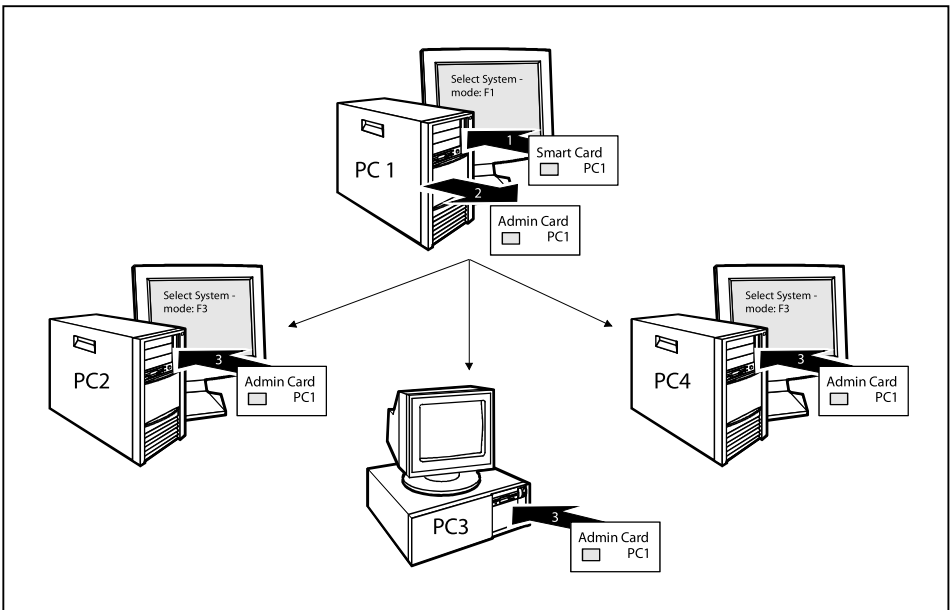 Select System -
mode: F1
PC 1
1
Smart Card
PC1
2
Admin Card
PC1
Select System -
mode: F3
PC2
3
Admin Card
PC1
Select System -
mode: F3
PC4
3
Admin Card
PC1
PC3
3
Admin Card
PC1